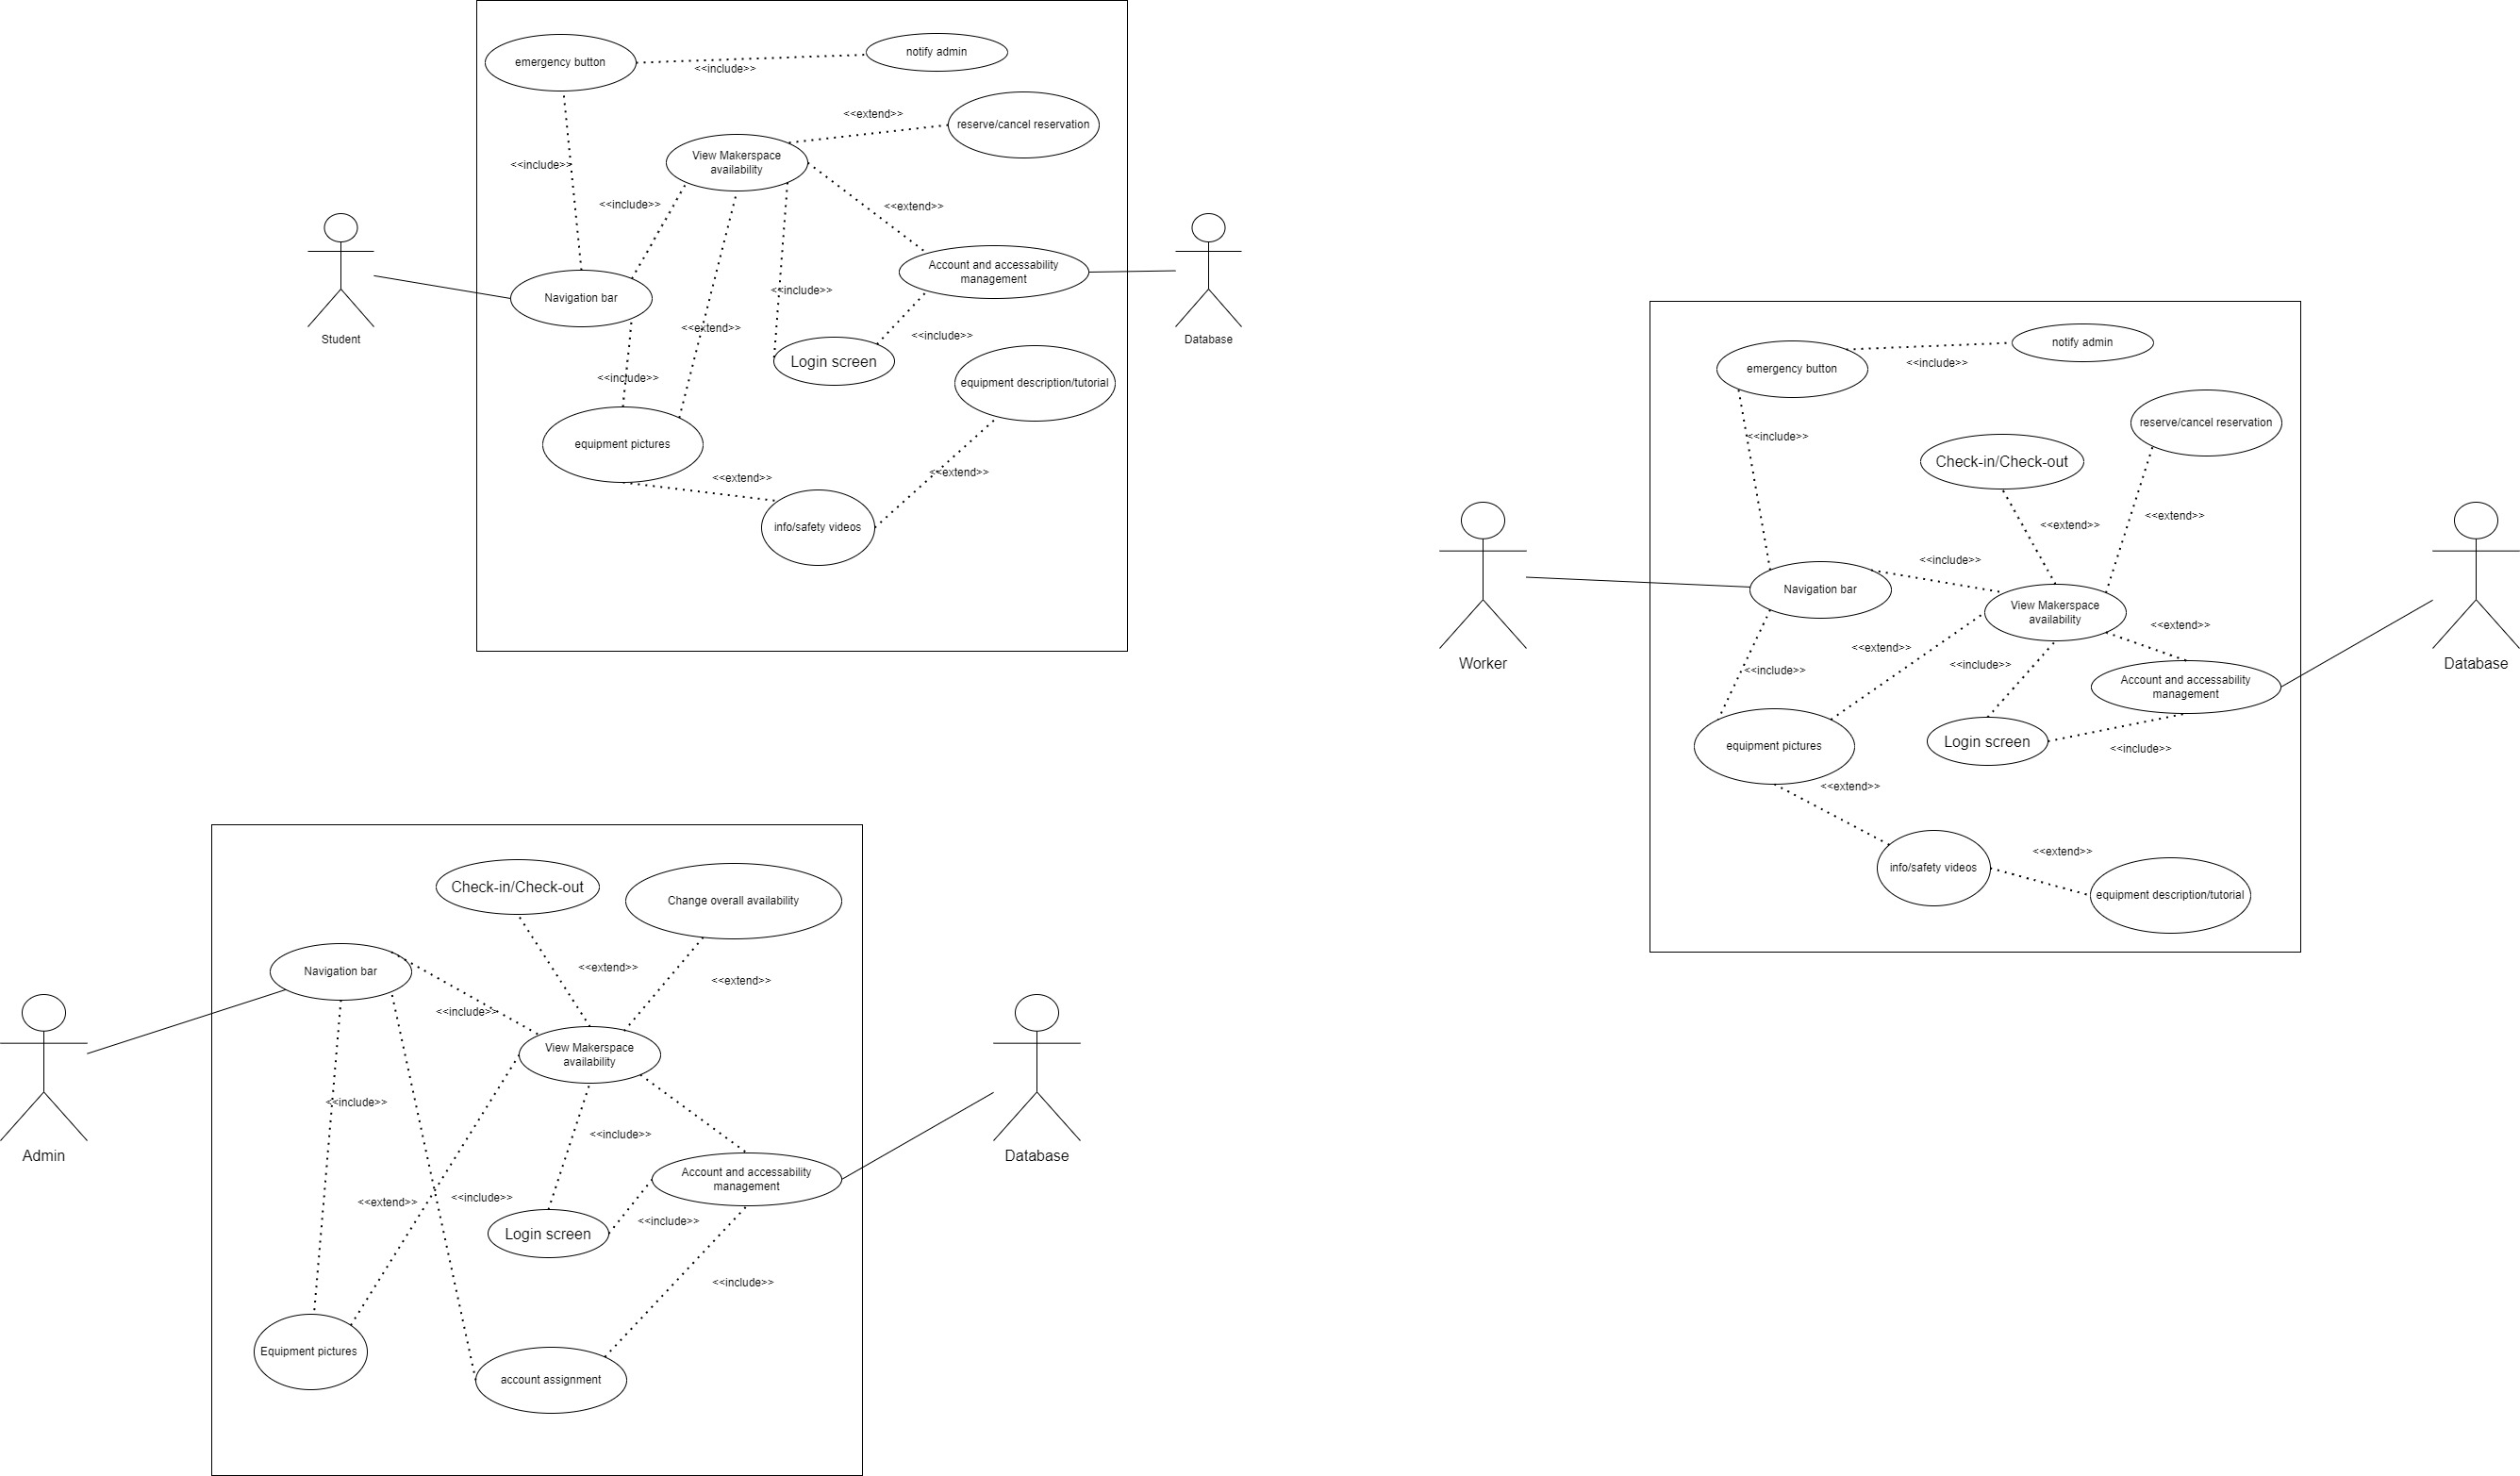 emergency button
<<include>>
notify admin
<<extend>>
reserve/cancel reservation
View Makerspace
availability
<<include>>
<<include>>
<<extend>>
Account and accessability
management
Navigation bar
<<include>>
<<extend>>
<<include>>
Student
Database
Login screen
<<include>>
equipment description/tutorial
equipment pictures
<<extend>>
<<extend>>
info/safety videos
emergency button
<<include>>
notify admin
<<include>>
reserve/cancel reservation
Check-in/Check-out
<<extend>>
<<extend>>
<<include>>
Navigation bar
View Makerspace
availability
<<extend>>
<<extend>>
<<include>>
<<include>>
Worker
Database
Account and accessability
management
equipment pictures
Login screen
<<include>>
<<extend>>
info/safety videos
<<extend>>
equipment description/tutorial
Check-in/Check-out
Change overall availability
Navigation bar
<<extend>>
<<extend>>
<<include>>
View Makerspace
availability
<<include>>
<<include>>
Admin
Database
Account and accessability
management
<<extend>>
<<include>>
<<include>>
Login screen
<<include>>
Equipment pictures
account assignment